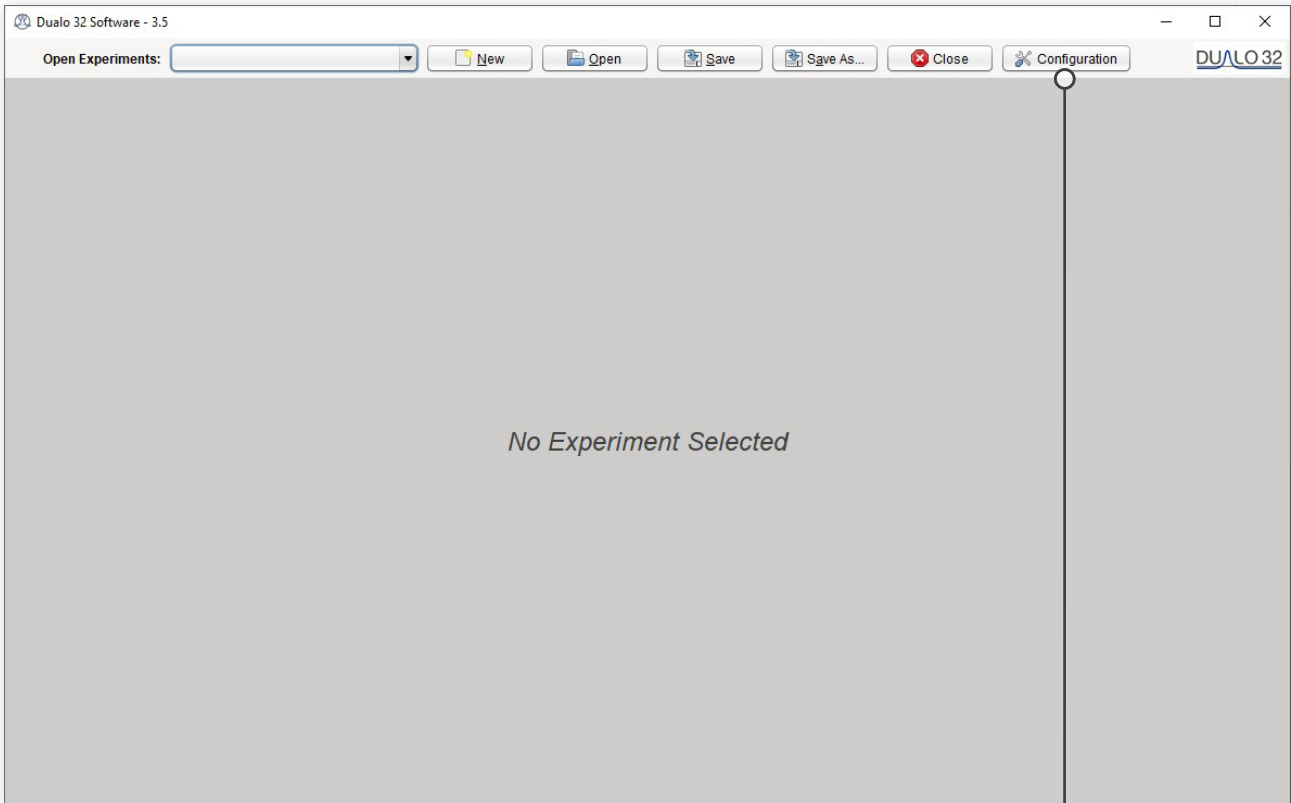 Dualo 32 Software - 3.5
Open Experiments: New Open Save Save As... Close Configuration DUALO 32
No Experiment Selected